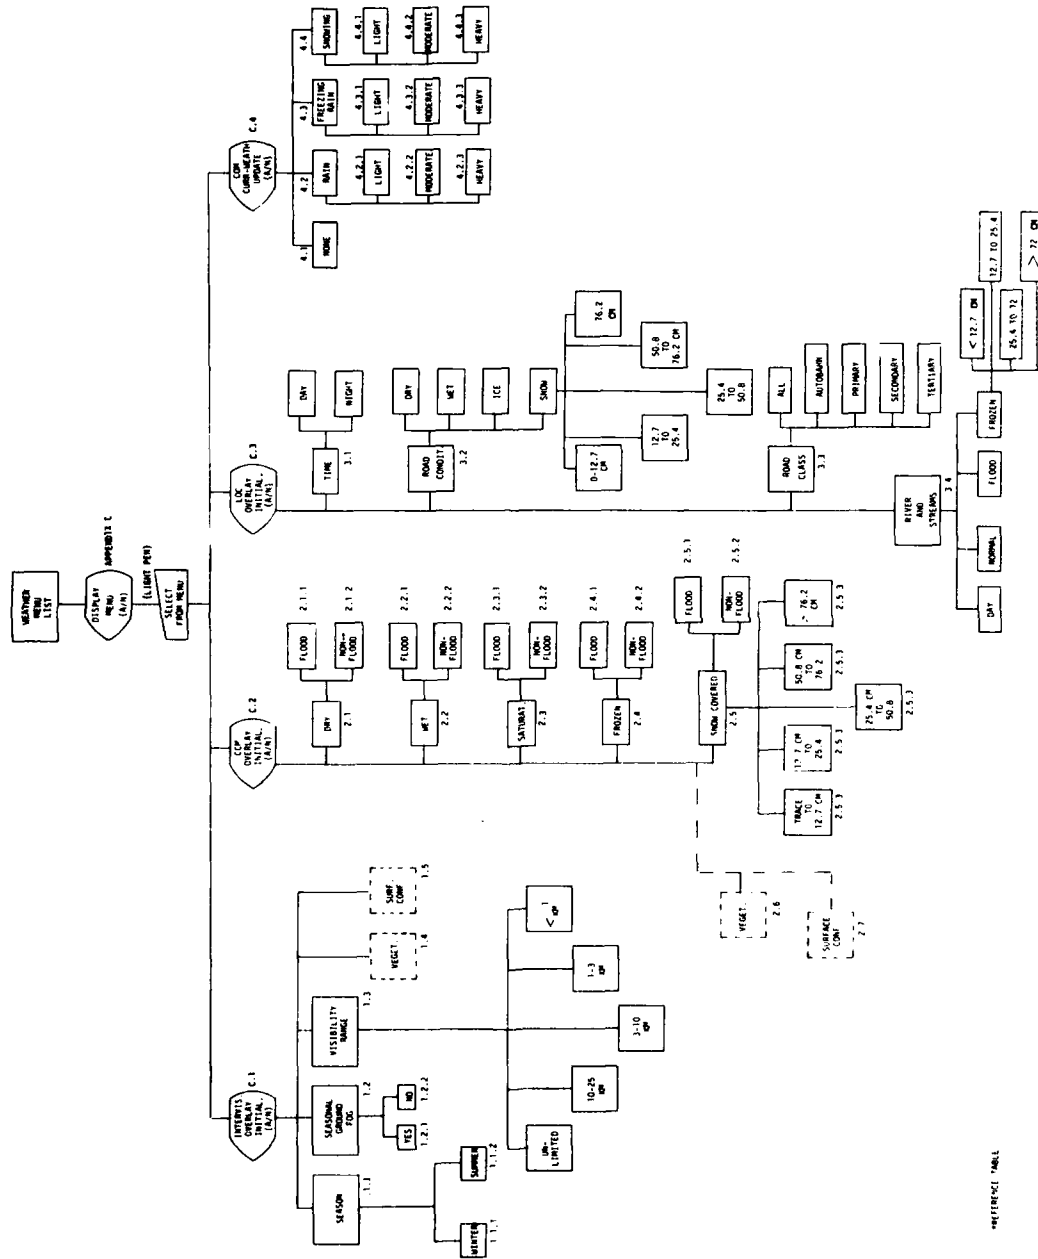 WEATHER
MENU
LIST
DISPLAY
MENU
(A/N)
APPENDIX C
(LIGHT PEN)
SELECT
FROM MENU
INTERVIS.
OVERLAY
INITIAL.
(A/N)
C.1
SEASON
1.1
WINTER
1.1.1
SUMMER
1.1.2
SEASONAL
GROUND
FOG
1.2
YES
1.2.1
NO
1.2.2
VISIBILITY
RANGE
1.3
UN-
LIMITED
10-25
KM
3-10
KM
1-3
KM
< 1
KM
VEGET.
1.4
SURF.
CONF
1.5
CCM
OVERLAY
INITIAL.
(A/N)
C.2
DRY
2.1
FLOOD
2.1.1
NON-
FLOOD
2.1.2
WET
2.2
FLOOD
2.2.1
NON-
FLOOD
2.2.2
SATURAT.
2.3
FLOOD
2.3.1
NON-
FLOOD
2.3.2
FROZEN
2.4
FLOOD
2.4.1
NON-
FLOOD
2.4.2
SNOW COVERED
2.5
FLOOD
2.5.1
NON-
FLOOD
2.5.2
TRACE
TO
12.7 CM
2.5.3
12.7 CM
TO
25.4
2.5.3
25.4 CM
TO
50.8
2.5.3
50.8 CM
TO
76.2
2.5.3
76.2
CM
2.5.3
VEGET.
2.6
SURFACE
CONF
2.7
LOC
OVERLAY
INITIAL.
(A/N)
C.3
TIME
3.1
DAY
NIGHT
ROAD
CONDIT.
3.2
DRY
WET
ICE
SNOW
0-12.7
CM
12.7
TO
25.4
25.4
TO
50.8
50.8
TO
76.2 CM
76.2
CM
ROAD
CLASS
3.3
ALL
AUTOBAHN
PRIMARY
SECONDARY
TERTIARY
RIVER
AND
STREAMS
3.4
DAY
NORMAL
FLOOD
FROZEN
< 12.7 CM
12.7 TO 25.4
25.4 TO 72
> 72 CM
COM
CURR-WEATH
UPDATE
(A/N)
C.4
NONE
4.1
RAIN
4.2
LIGHT
4.2.1
MODERATE
4.2.2
HEAVY
4.2.3
FREEZING
RAIN
4.3
LIGHT
4.3.1
MODERATE
4.3.2
HEAVY
4.3.3
SNOWING
4.4
LIGHT
4.4.1
MODERATE
4.4.2
HEAVY
4.4.3
*REFERENCE TABLE